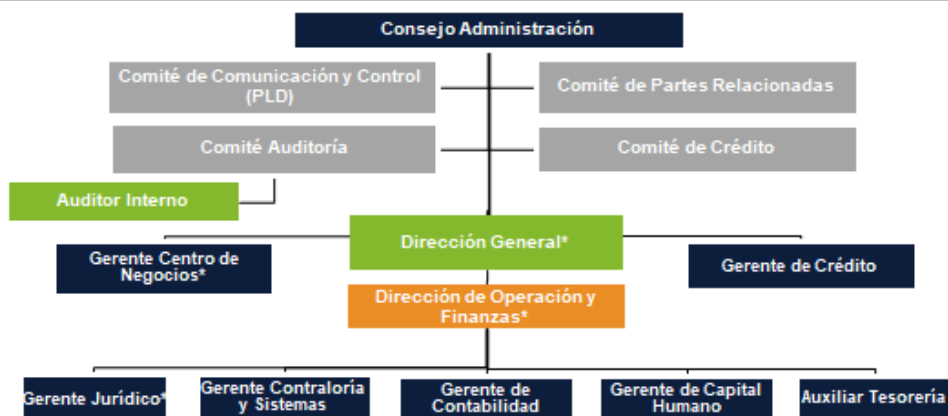 Consejo Administración
Comité de Comunicación y Control
(PLD)
Comité de Partes Relacionadas
Comité Auditoría
Comité de Crédito
Auditor Interno
Dirección General*
Gerente Centro de
Negocios*
Gerente de Crédito
Dirección de Operación y
Finanzas*
Gerente Jurídico*
Gerente Contraloría
y Sistemas
Gerente de
Contabilidad
Gerente de Capital
Humano
Auxiliar Tesorería